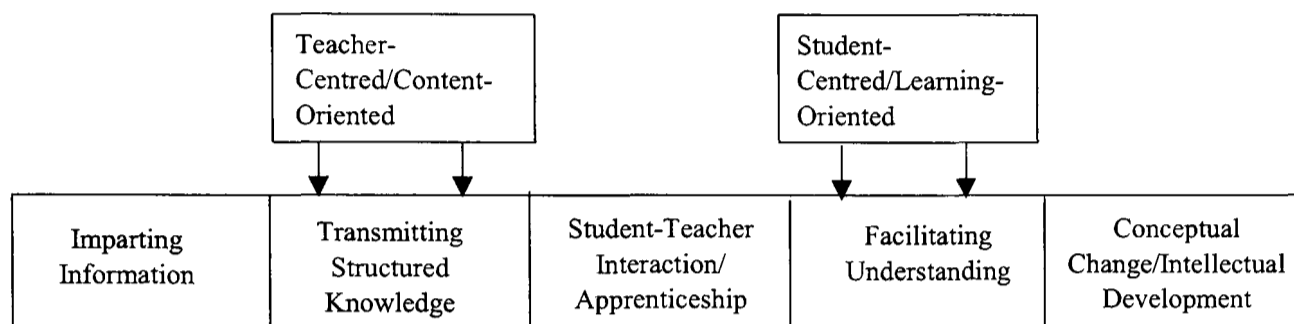 Teacher-
Centred/Content-
Oriented
Student-
Centred/Learning-
Oriented
Imparting
Information
Transmitting
Structured
Knowledge
Student-Teacher
Interaction/
Apprenticeship
Facilitating
Understanding
Conceptual
Change/Intellectual
Development